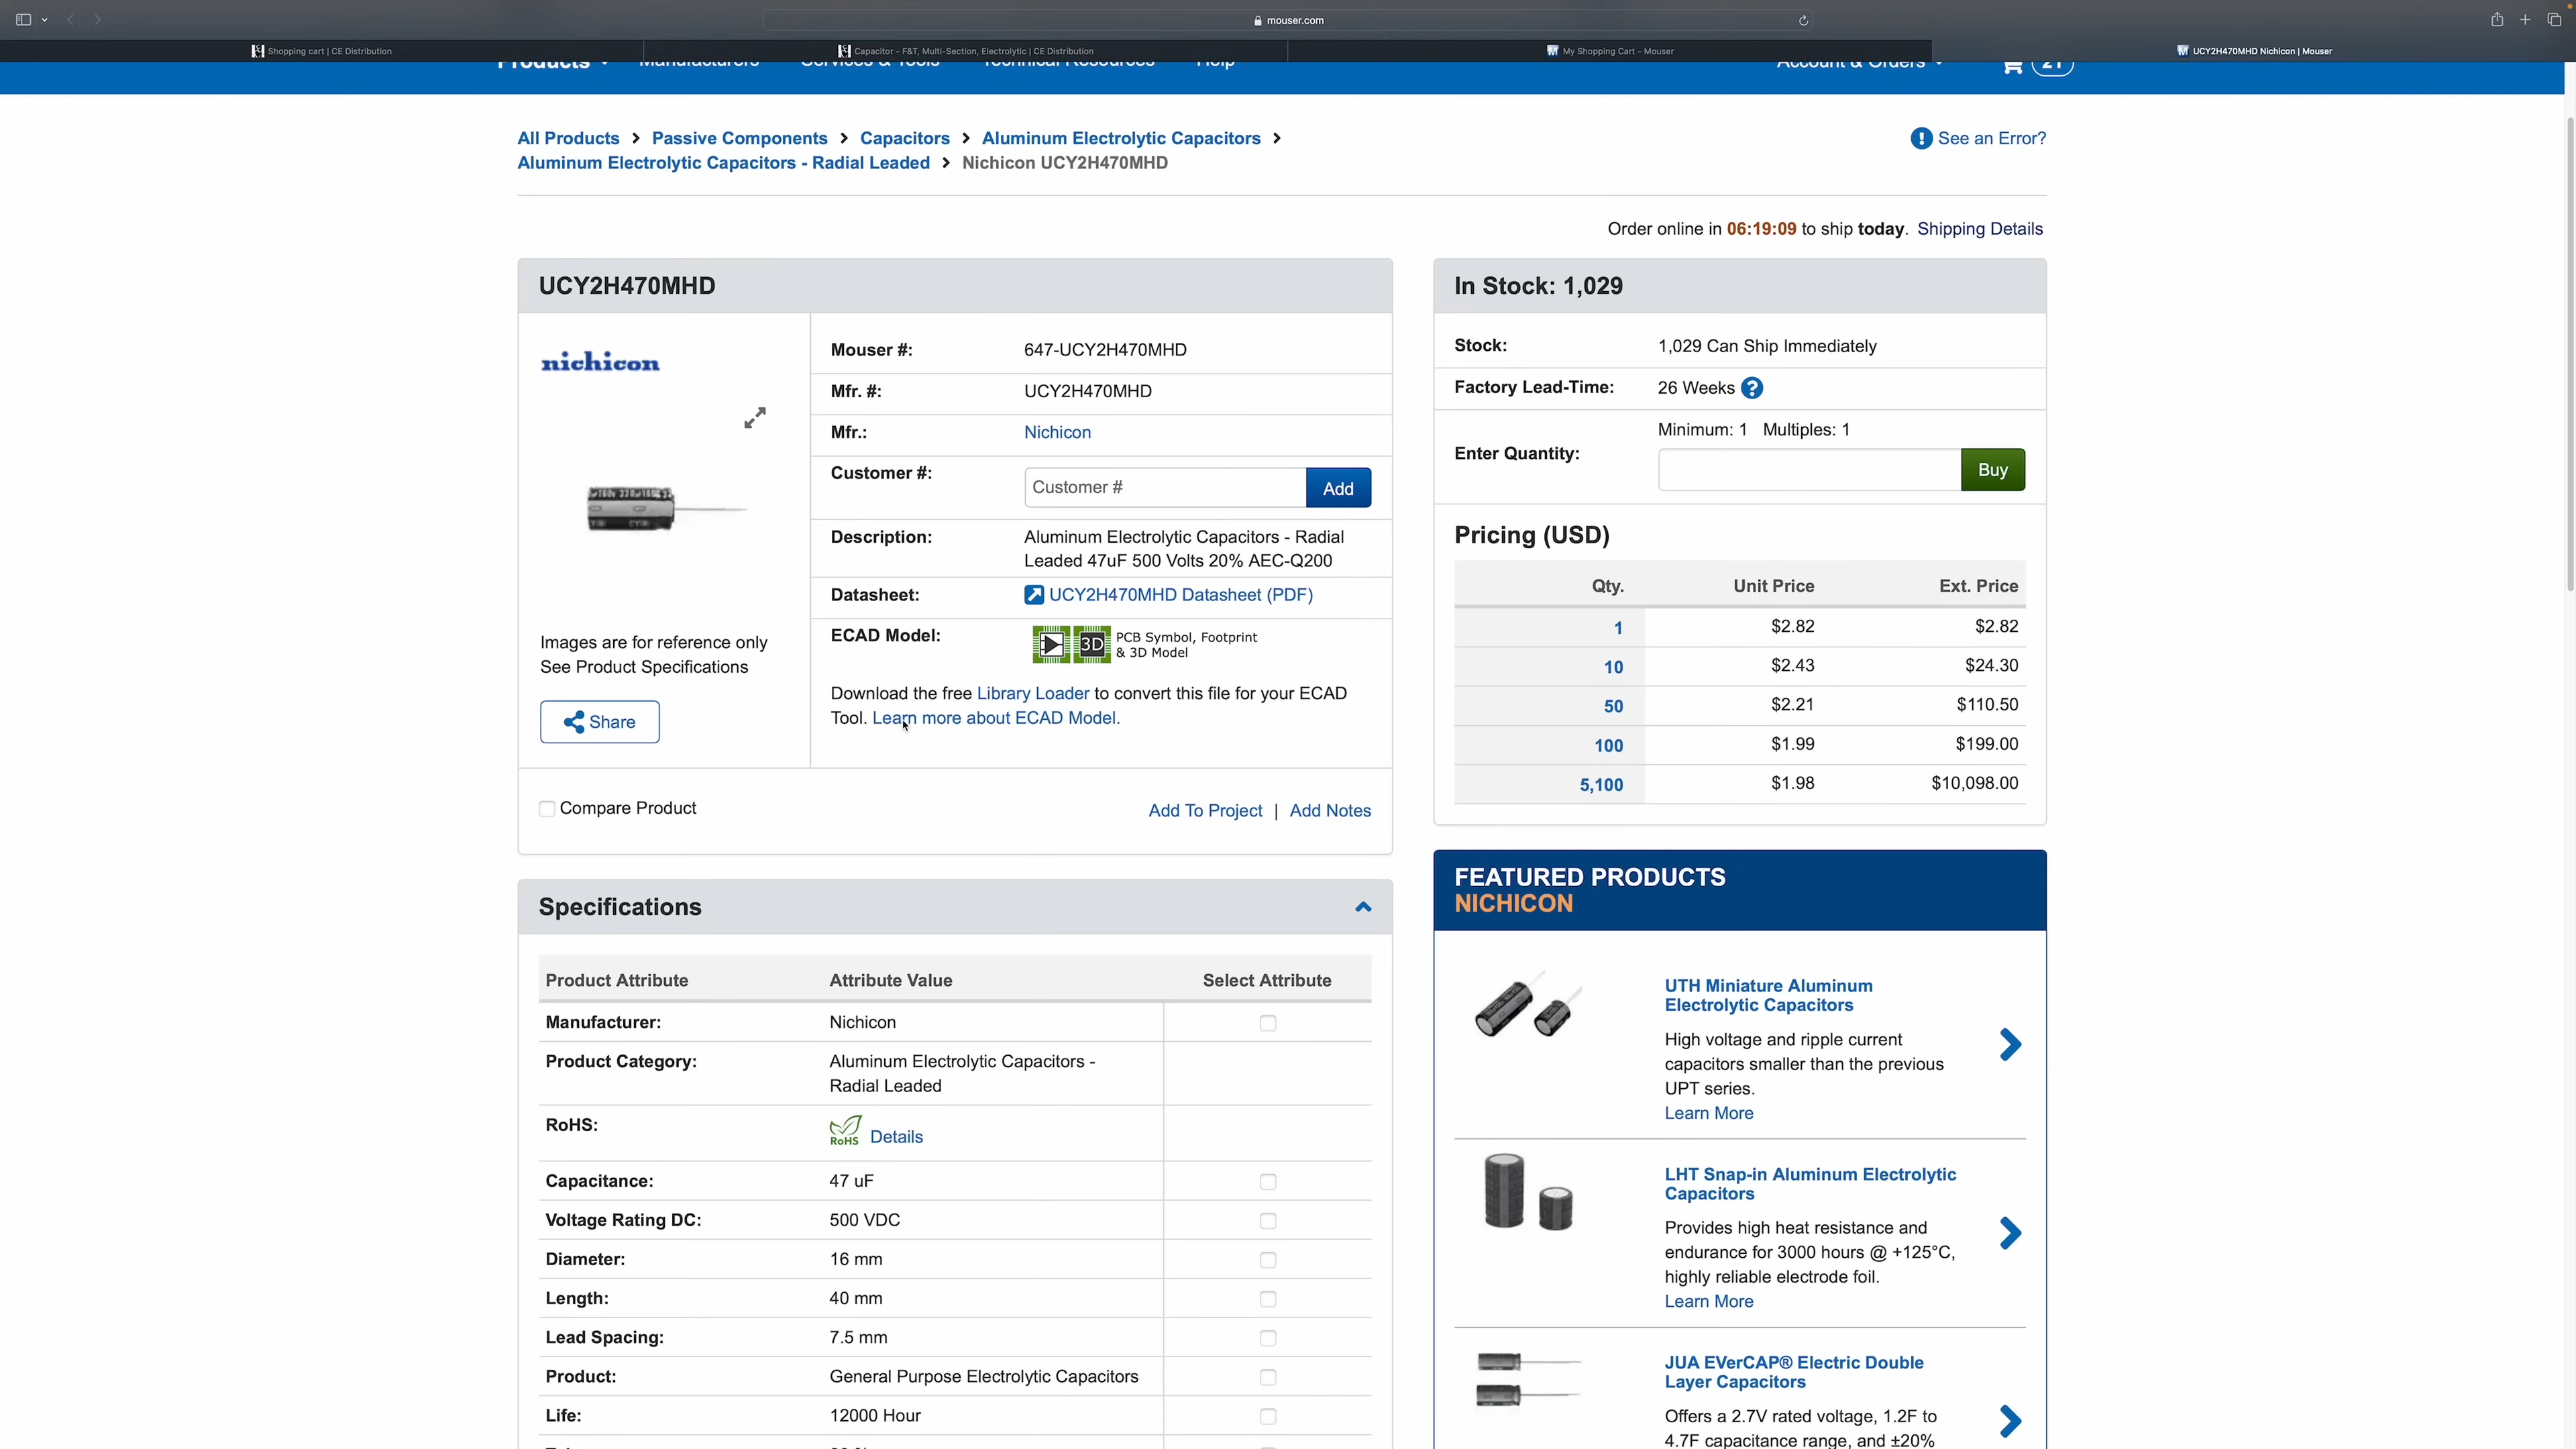 mouser.com
Shopping cart | CE Distribution
Capacitor - F&T, Multi-Section, Electrolytic | CE Distribution
My Shopping Cart - Mouser
UCY2H470MHD Nichicon | Mouser
Products Manufacturers Services & Tools Technical Resources Help Account & Orders 21
All Products > Passive Components > Capacitors > Aluminum Electrolytic Capacitors >
Aluminum Electrolytic Capacitors - Radial Leaded > Nichicon UCY2H470MHD
See an Error?
Order online in 06:19:09 to ship today. Shipping Details
UCY2H470MHD
nichicon
Images are for reference only
See Product Specifications
Share
Mouser #: 647-UCY2H470MHD
Mfr. #: UCY2H470MHD
Mfr.: Nichicon
Customer #: Customer # Add
Description: Aluminum Electrolytic Capacitors - Radial
Leaded 47uF 500 Volts 20% AEC-Q200
Datasheet: UCY2H470MHD Datasheet (PDF)
ECAD Model: 3D PCB Symbol, Footprint
& 3D Model
Download the free Library Loader to convert this file for your ECAD
Tool. Learn more about ECAD Model.
Compare Product
Add To Project | Add Notes
In Stock: 1,029
Stock: 1,029 Can Ship Immediately
Factory Lead-Time: 26 Weeks ?
Minimum: 1 Multiples: 1
Enter Quantity: Buy
Pricing (USD)
Qty. Unit Price Ext. Price
1 $2.82 $2.82
10 $2.43 $24.30
50 $2.21 $110.50
100 $1.99 $199.00
5,100 $1.98 $10,098.00
Specifications
Product Attribute Attribute Value Select Attribute
Manufacturer: Nichicon
Product Category: Aluminum Electrolytic Capacitors -
Radial Leaded
RoHS: RoHS Details
Capacitance: 47 uF
Voltage Rating DC: 500 VDC
Diameter: 16 mm
Length: 40 mm
Lead Spacing: 7.5 mm
Product: General Purpose Electrolytic Capacitors
Life: 12000 Hour
FEATURED PRODUCTS
NICHICON
UTH Miniature Aluminum
Electrolytic Capacitors
High voltage and ripple current
capacitors smaller than the previous
UPT series.
Learn More
LHT Snap-in Aluminum Electrolytic
Capacitors
Provides high heat resistance and
endurance for 3000 hours @ +125°C,
highly reliable electrode foil.
Learn More
JUA EVerCAP® Electric Double
Layer Capacitors
Offers a 2.7V rated voltage, 1.2F to
4.7F capacitance range, and ±20%